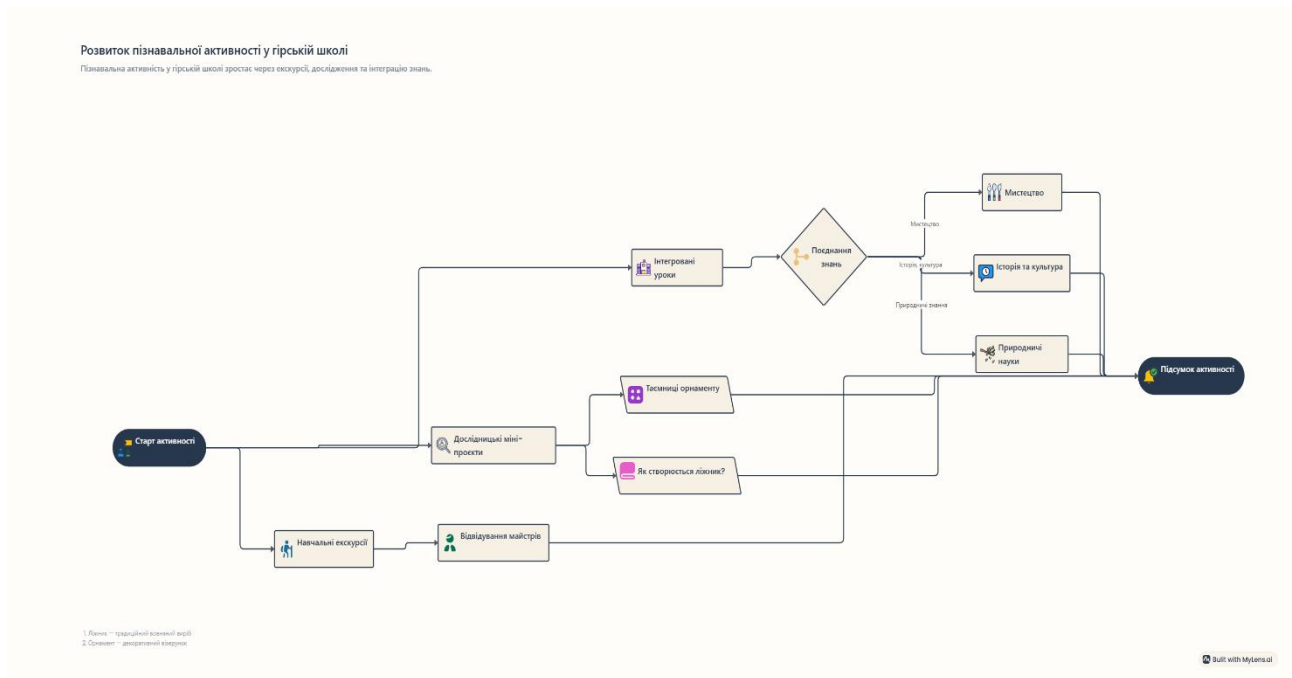 Розвиток пізнавальної активності у гірській школі
Пізнавальна активність у гірській школі зростає через екскурсії, дослідження та інтеграцію знань.
Мистецтво
Мистецтво
Інтегровані
уроки
Поєднання
знань
Історія, культура
Історія та культура
Природничі знання
Природничі
науки
Підсумок активності
Таємниці орнаменту
Старт активності
Дослідницькі міні-
проєкти
Як створюється ліжник?
Навчальні екскурсії
Відвідування майстрів
1. Ліжник — традиційний вовняний виріб
2. Орнамент — декоративний візерунок
Built with MyLens.ai